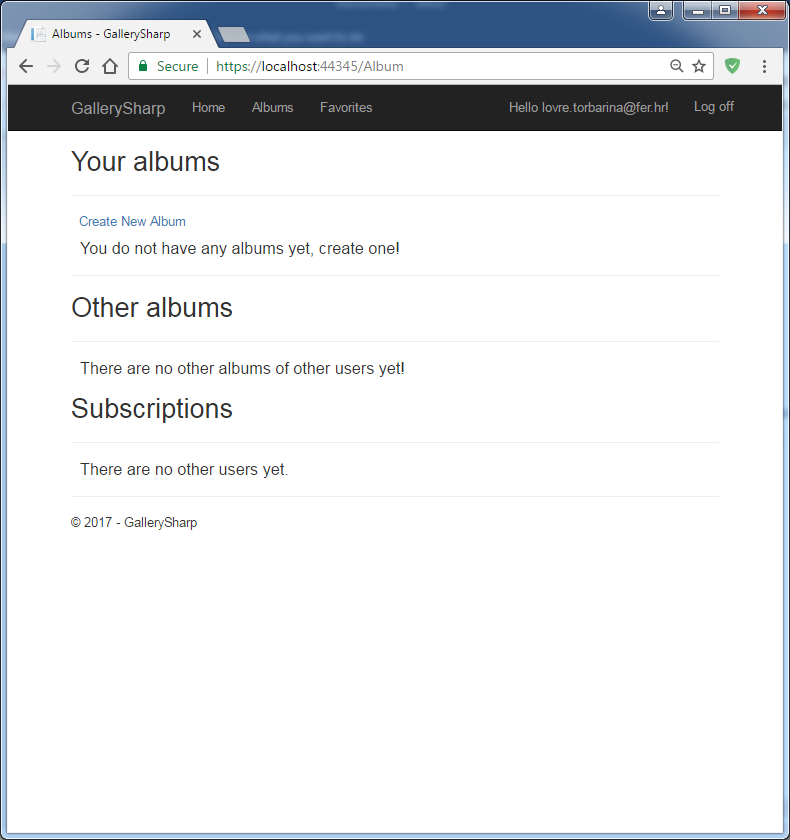 Albums - GallerySharp
Secure https://localhost:44345/Album
GallerySharp Home Albums Favorites Hello lovre.torbarina@fer.hr! Log off
Your albums
Create New Album
You do not have any albums yet, create one!
Other albums
There are no other albums of other users yet!
Subscriptions
There are no other users yet.
© 2017 - GallerySharp